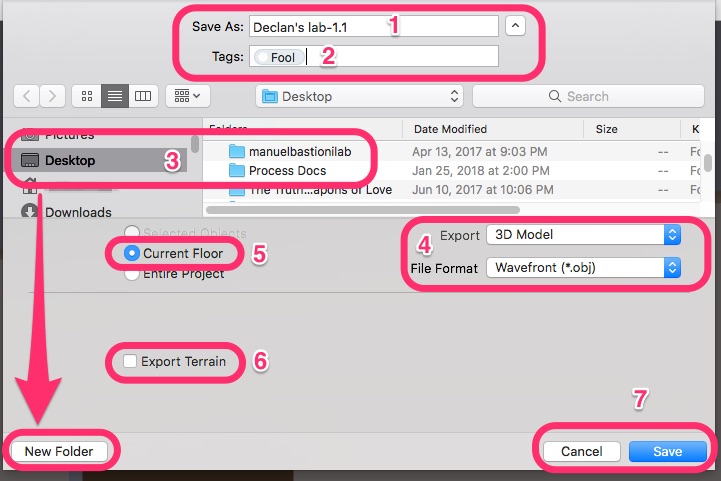 1
Save As: Declan's lab-1.1
2
Tags: Fool
Desktop
Search
Pictures
Folders Date Modified Size K
3
Desktop
manuelbastionilab Apr 13, 2017 at 9:03 PM -- Fo
Process Docs Jan 25, 2018 at 2:00 PM -- Fo
The Truth...apons of Love Jun 10, 2017 at 10:06 PM -- Fo
Downloads
Selected Objects
4
Export 3D Model
Current Floor 5
File Format Wavefront (*.obj)
Entire Project
Export Terrain 6
7
New Folder
Cancel Save